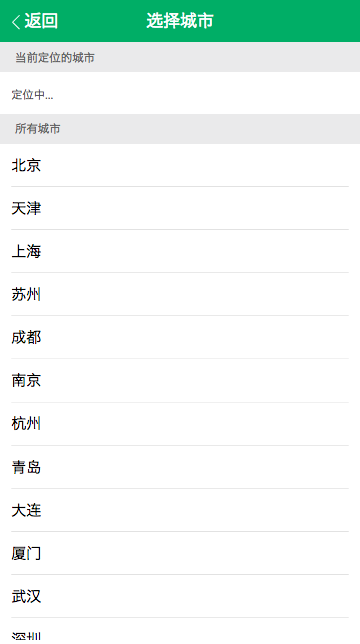 返回
选择城市
当前定位的城市
定位中...
所有城市
北京
天津
上海
苏州
成都
南京
杭州
青岛
大连
厦门
武汉
深圳